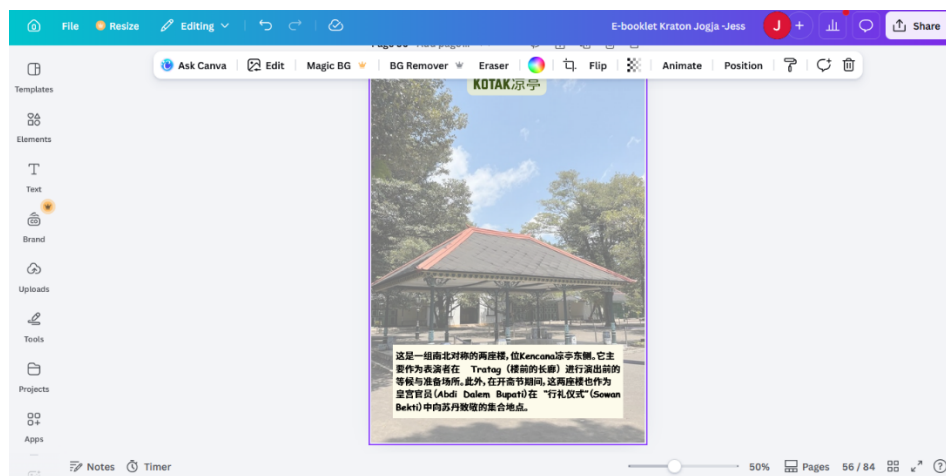 File
Resize
Editing
E-booklet Kraton Jogja -Jess
J
+
Share
Ask Canva
Edit
Magic BG
BG Remover
Eraser
Flip
Animate
Position
Templates
Elements
Text
Brand
Uploads
Tools
Projects
Apps
KOTAK凉亭
这是一组南北对称的两座楼，位Kencana凉亭东侧。它主
要作为表演者在 Tratag（楼前的长廊）进行演出前的
等候与准备场所。此外，在开斋节期间，这两座楼也作为
皇宫官员(Abdi Dalem Bupati)在“行礼仪式”(Sowan
Bekti)中向苏丹致敬的集合地点。
Notes
Timer
50%
Pages
56 / 84